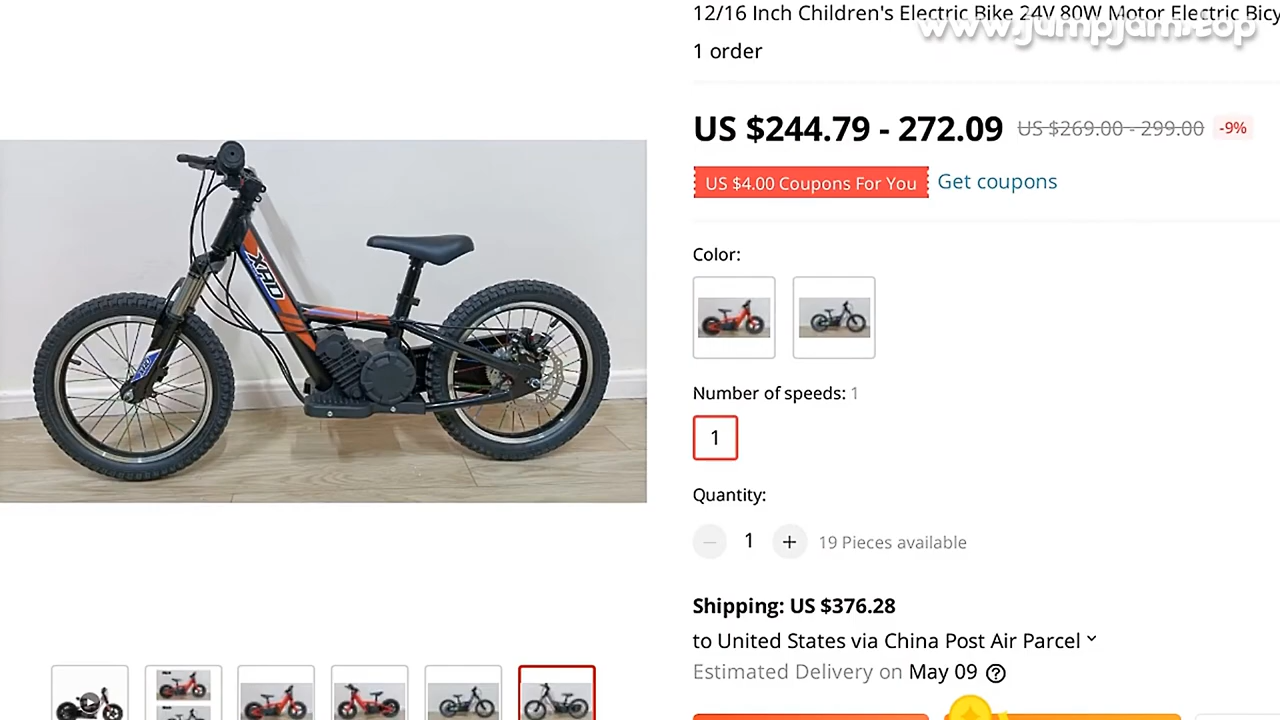 12/16 Inch Children's Electric Bike 24V 80W Motor Electric Bicy
www.jumpjam.top
1 order
US $244.79 - 272.09 US $269.00 - 299.00 -9%
US $4.00 Coupons For You Get coupons
XHD
Color:
Number of speeds: 1
1
Quantity:
1 + 19 Pieces available
Shipping: US $376.28
to United States via China Post Air Parcel
Estimated Delivery on May 09 ?